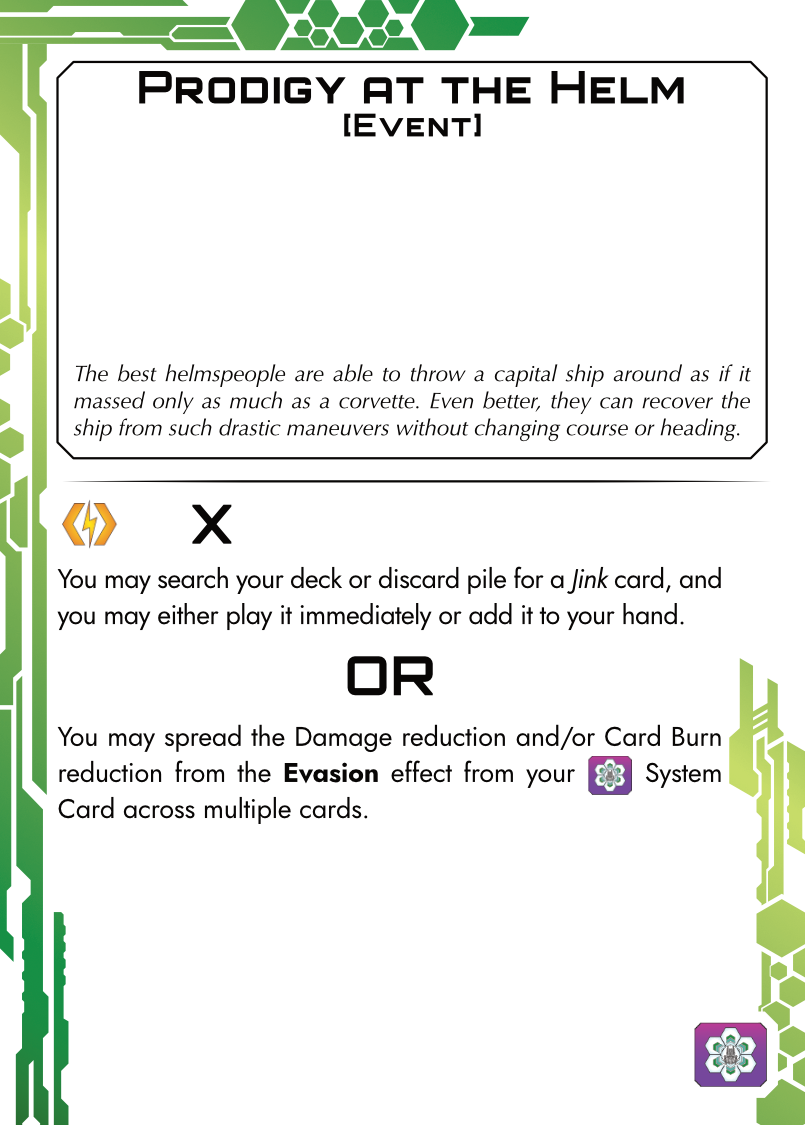 Prodigy at the Helm
[Event]
The best helmspeople are able to throw a capital ship around as if it
massed only as much as a corvette. Even better, they can recover the
ship from such drastic maneuvers without changing course or heading.
X
You may search your deck or discard pile for a Jink card, and
you may either play it immediately or add it to your hand.
OR
You may spread the Damage reduction and/or Card Burn
reduction from the Evasion effect from your System
Card across multiple cards.